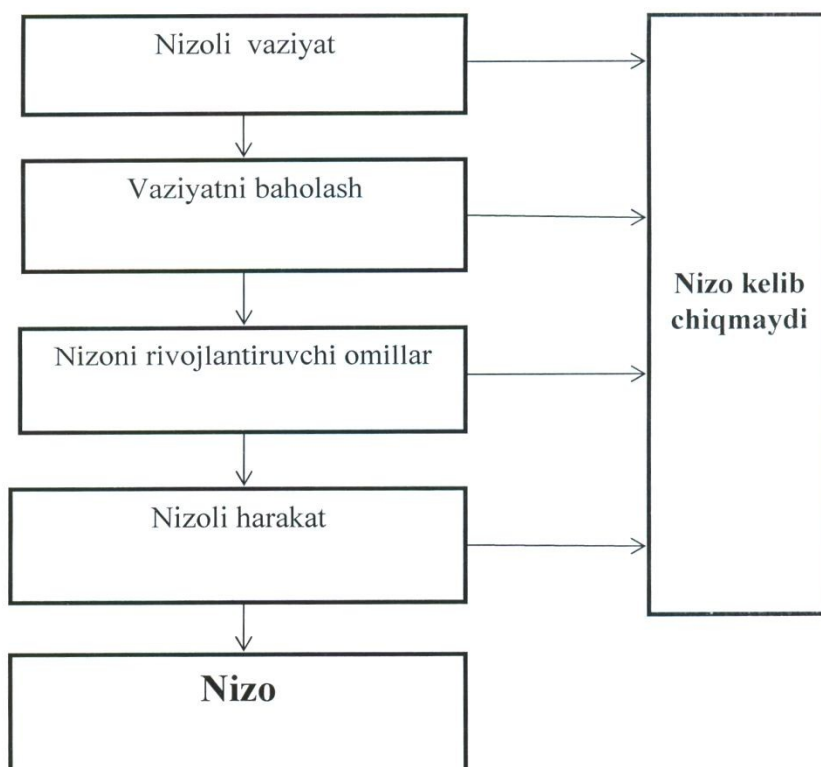 Nizoli vaziyat
Vaziyatni baholash
Nizoni rivojlantiruvchi omillar
Nizoli harakat
Nizo
Nizo kelib
chiqmaydi